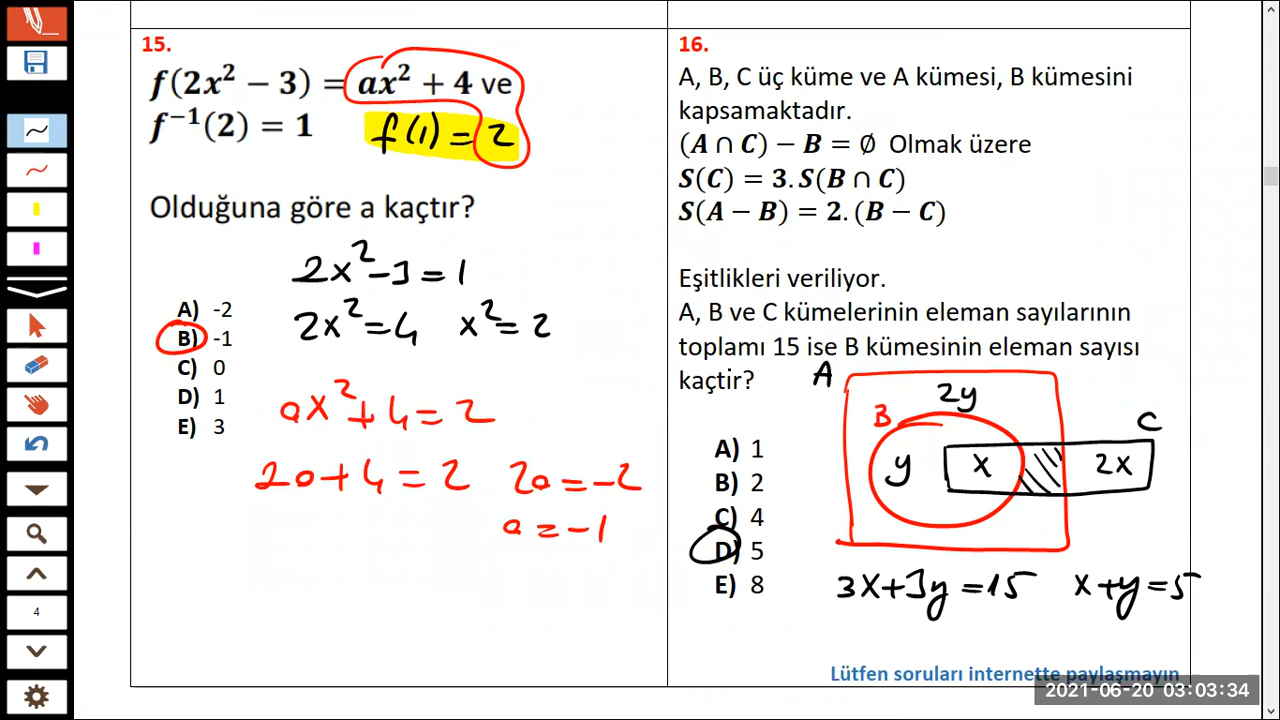 15.
f(2x² − 3) = ax² + 4 ve
f⁻¹(2) = 1
f(1) = 2
Olduğuna göre a kaçtır?
2x² − 3 = 1
2x² = 4 x² = 2
A) -2
B) -1
C) 0
D) 1
E) 3
ax² + 4 = 2
2a + 4 = 2 2a = −2
a = −1
16.
A, B, C üç küme ve A kümesi, B kümesini
kapsamaktadır.
(A ∩ C) − B = ∅ Olmak üzere
S(C) = 3. S(B ∩ C)
S(A − B) = 2. (B − C)
Eşitlikleri veriliyor.
A, B ve C kümelerinin eleman sayılarının
toplamı 15 ise B kümesinin eleman sayısı
kaçtir?
A
2y
B
C
y x 2x
A) 1
B) 2
C) 4
D) 5
E) 8
3x + 3y = 15 x + y = 5
Lütfen soruları internette paylaşmayın
4
2021-06-20 03:03:34